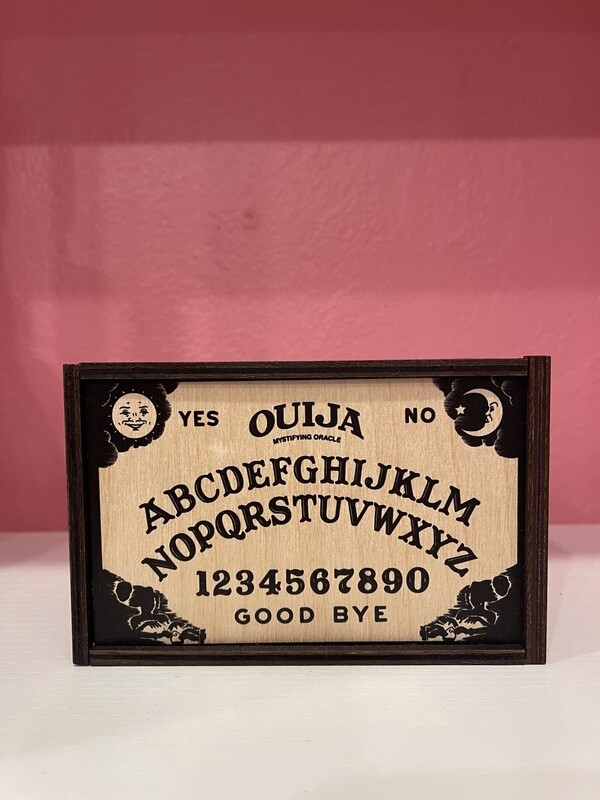 YES OUIJA NO
MYSTIFYING ORACLE
ABCDEFGHIJKLM
NOPQRSTUVWXYZ
1234567890
GOOD BYE